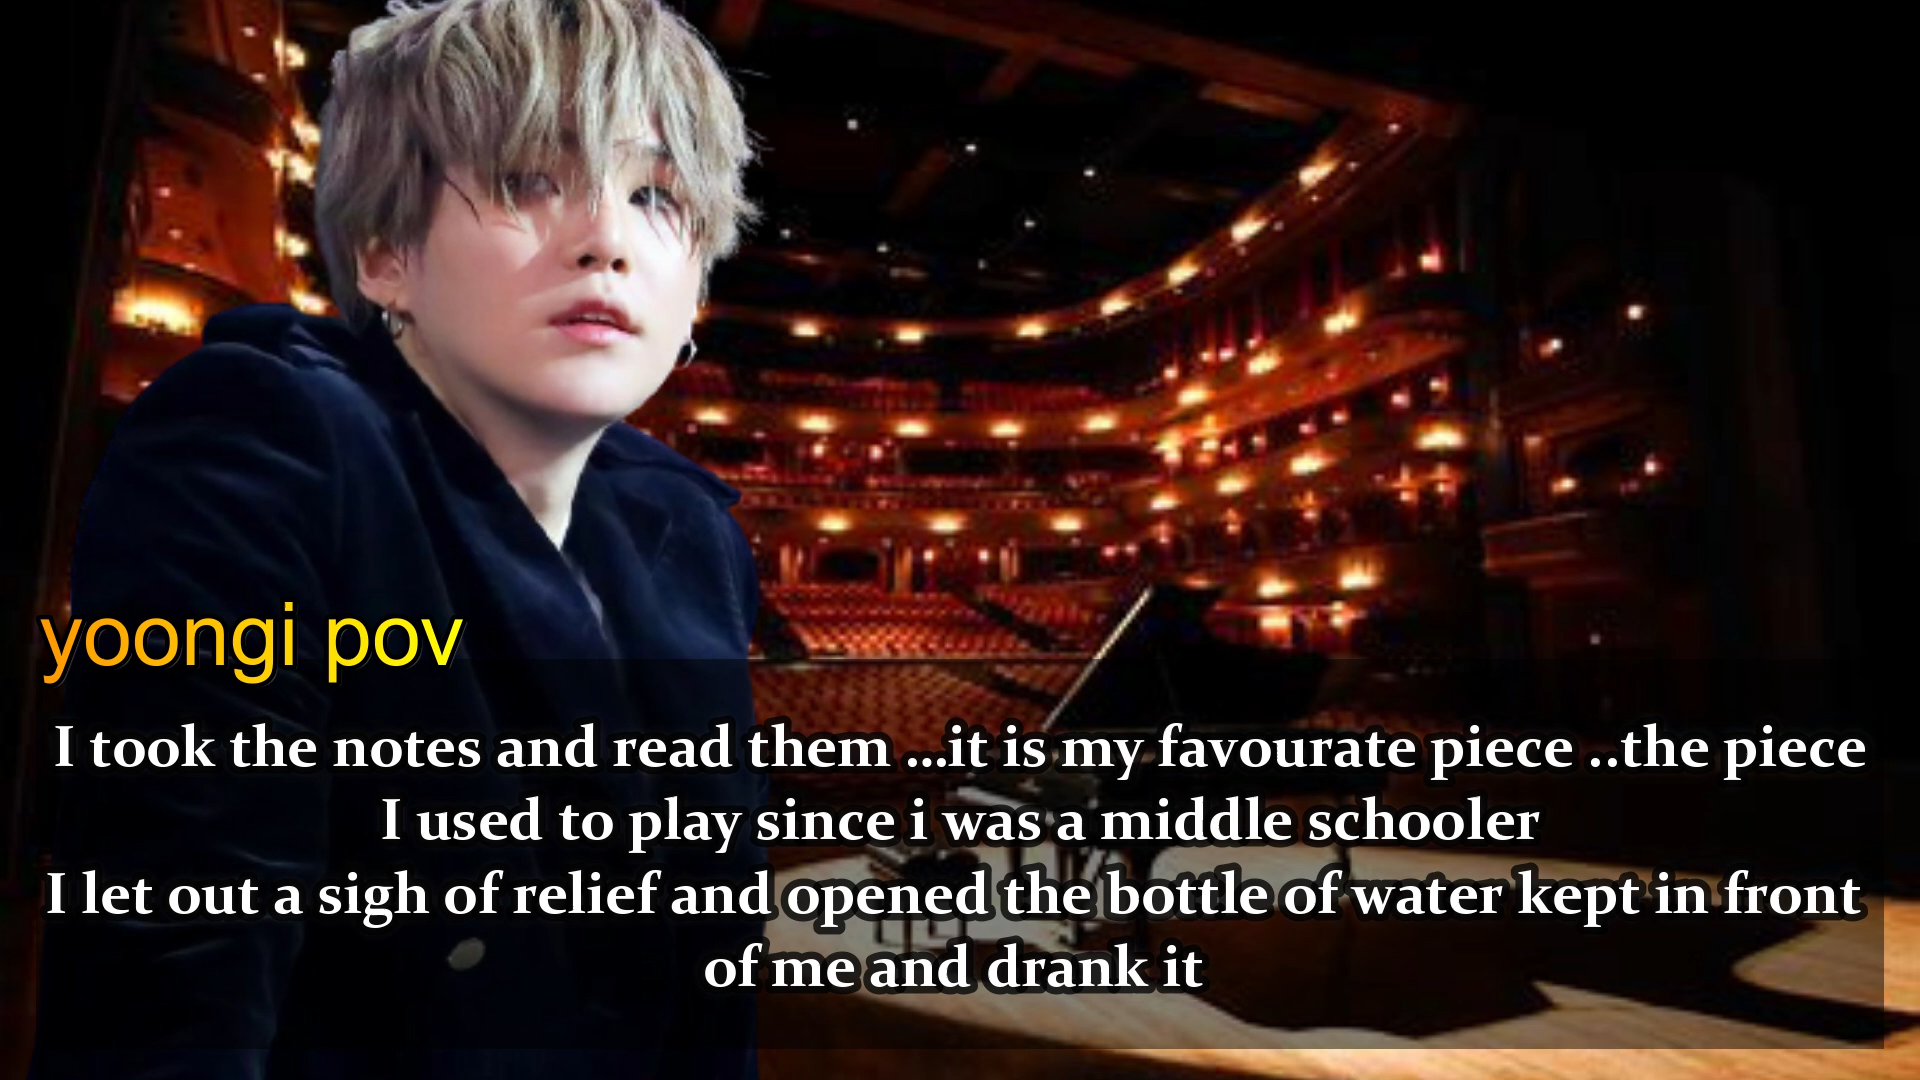 yoongi pov
I took the notes and read them ...it is my favourate piece ..the piece
I used to play since i was a middle schooler
I let out a sigh of relief and opened the bottle of water kept in front
of me and drank it